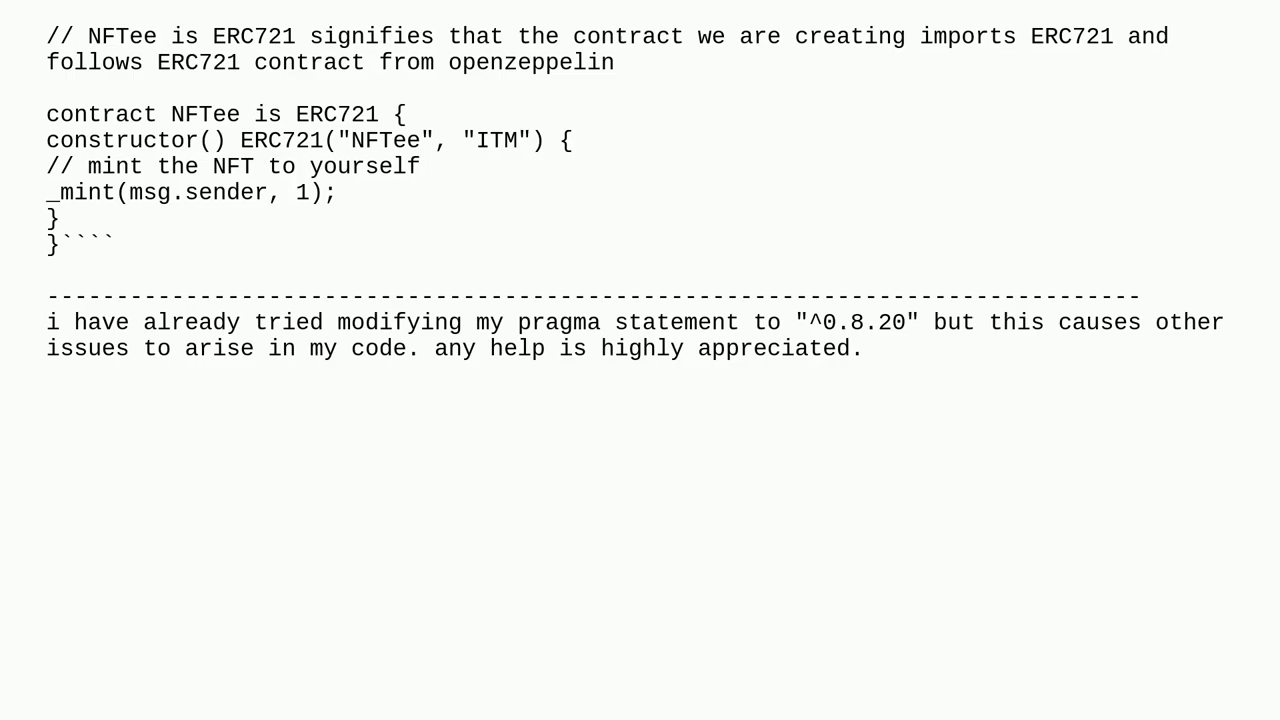 // NFTee is ERC721 signifies that the contract we are creating imports ERC721 and
follows ERC721 contract from openzeppelin
contract NFTee is ERC721 {
constructor() ERC721("NFTee", "ITM") {
// mint the NFT to yourself
_mint(msg.sender, 1);
}
}````
-------------------------------------------------------------------------------
i have already tried modifying my pragma statement to "^0.8.20" but this causes other
issues to arise in my code. any help is highly appreciated.